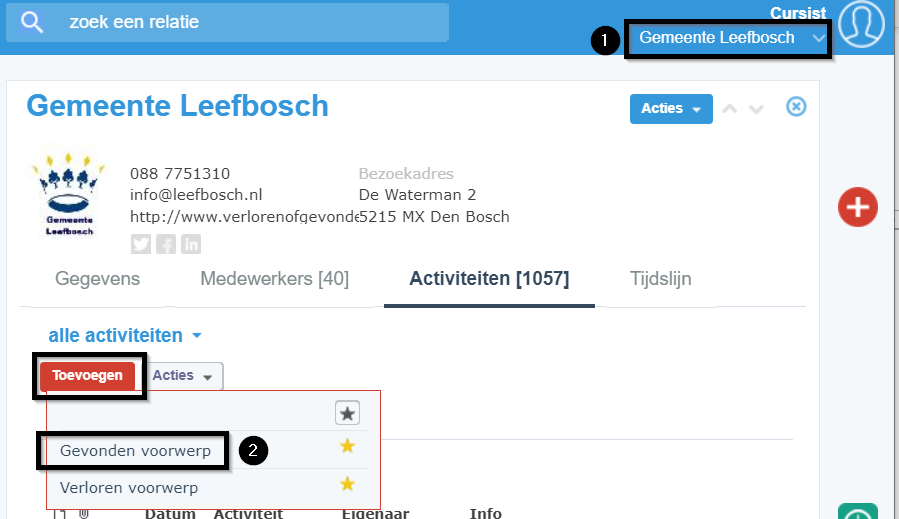 zoek een relatie
Cursist
1
Gemeente Leefbosch
Gemeente Leefbosch
Acties
Gemeente
Leefbosch
088 7751310
info@leefbosch.nl
http://www.verlorenofgevonde
Bezoekadres
De Waterman 2
5215 MX Den Bosch
Gegevens
Medewerkers [40]
Activiteiten [1057]
Tijdslijn
alle activiteiten
Toevoegen
Acties
Gevonden voorwerp
2
Verloren voorwerp
Datum
Activiteit
Eigenaar
Info